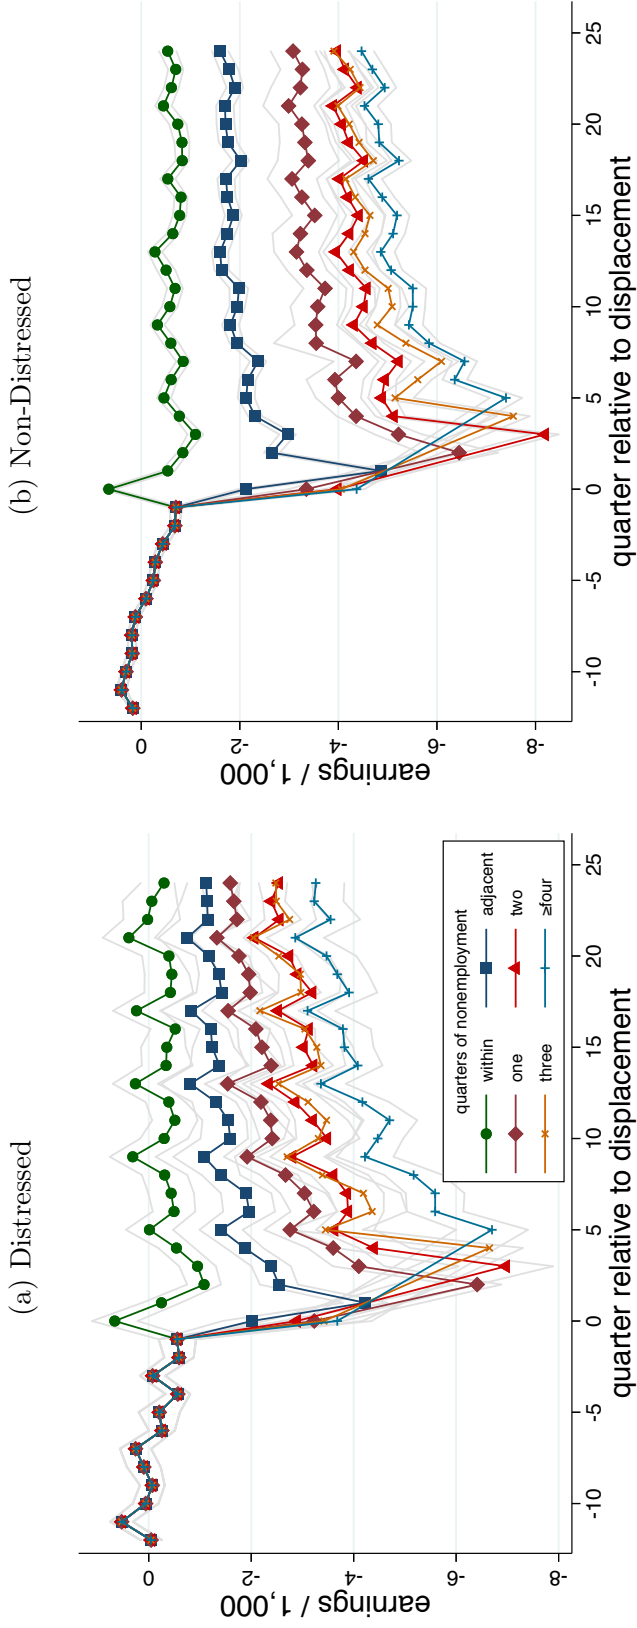 (a) Distressed
earnings / 1,000
0
-2
-4
-6
-8
-10
-5
0
5
10
15
20
25
quarter relative to displacement
quarters of nonemployment
within
adjacent
one
two
three
≥four
(b) Non-Distressed
earnings / 1,000
0
-2
-4
-6
-8
-10
-5
0
5
10
15
20
25
quarter relative to displacement